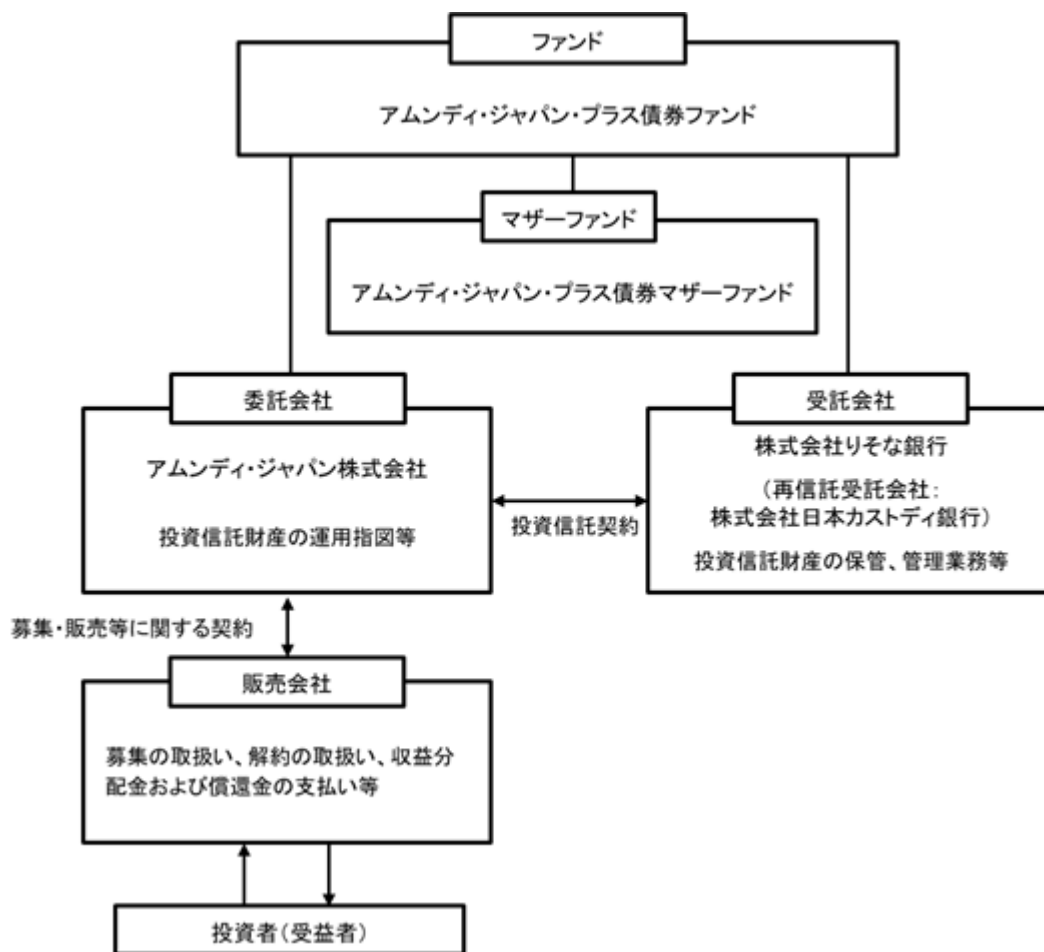 ファンド
アムンディ・ジャパン・プラス債券ファンド
マザーファンド
アムンディ・ジャパン・プラス債券マザーファンド
委託会社
アムンディ・ジャパン株式会社
投資信託財産の運用指図等
投資信託契約
受託会社
株式会社りそな銀行
（再信託受託会社：
株式会社日本カストディ銀行）
投資信託財産の保管、管理業務等
募集・販売等に関する契約
販売会社
募集の取扱い、解約の取扱い、収益分
配金および償還金の支払い等
投資者（受益者）